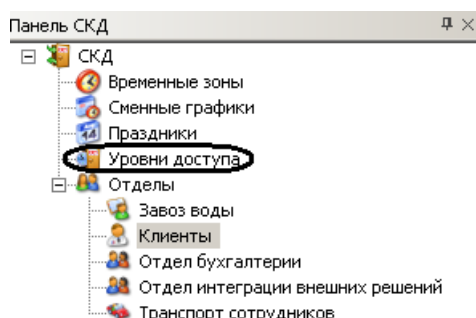 Панель СКД
СКД
Временные зоны
Сменные графики
Праздники
Уровни доступа
Отделы
Завоз воды
Клиенты
Отдел бухгалтерии
Отдел интеграции внешних решений
Транспорт сотрудников